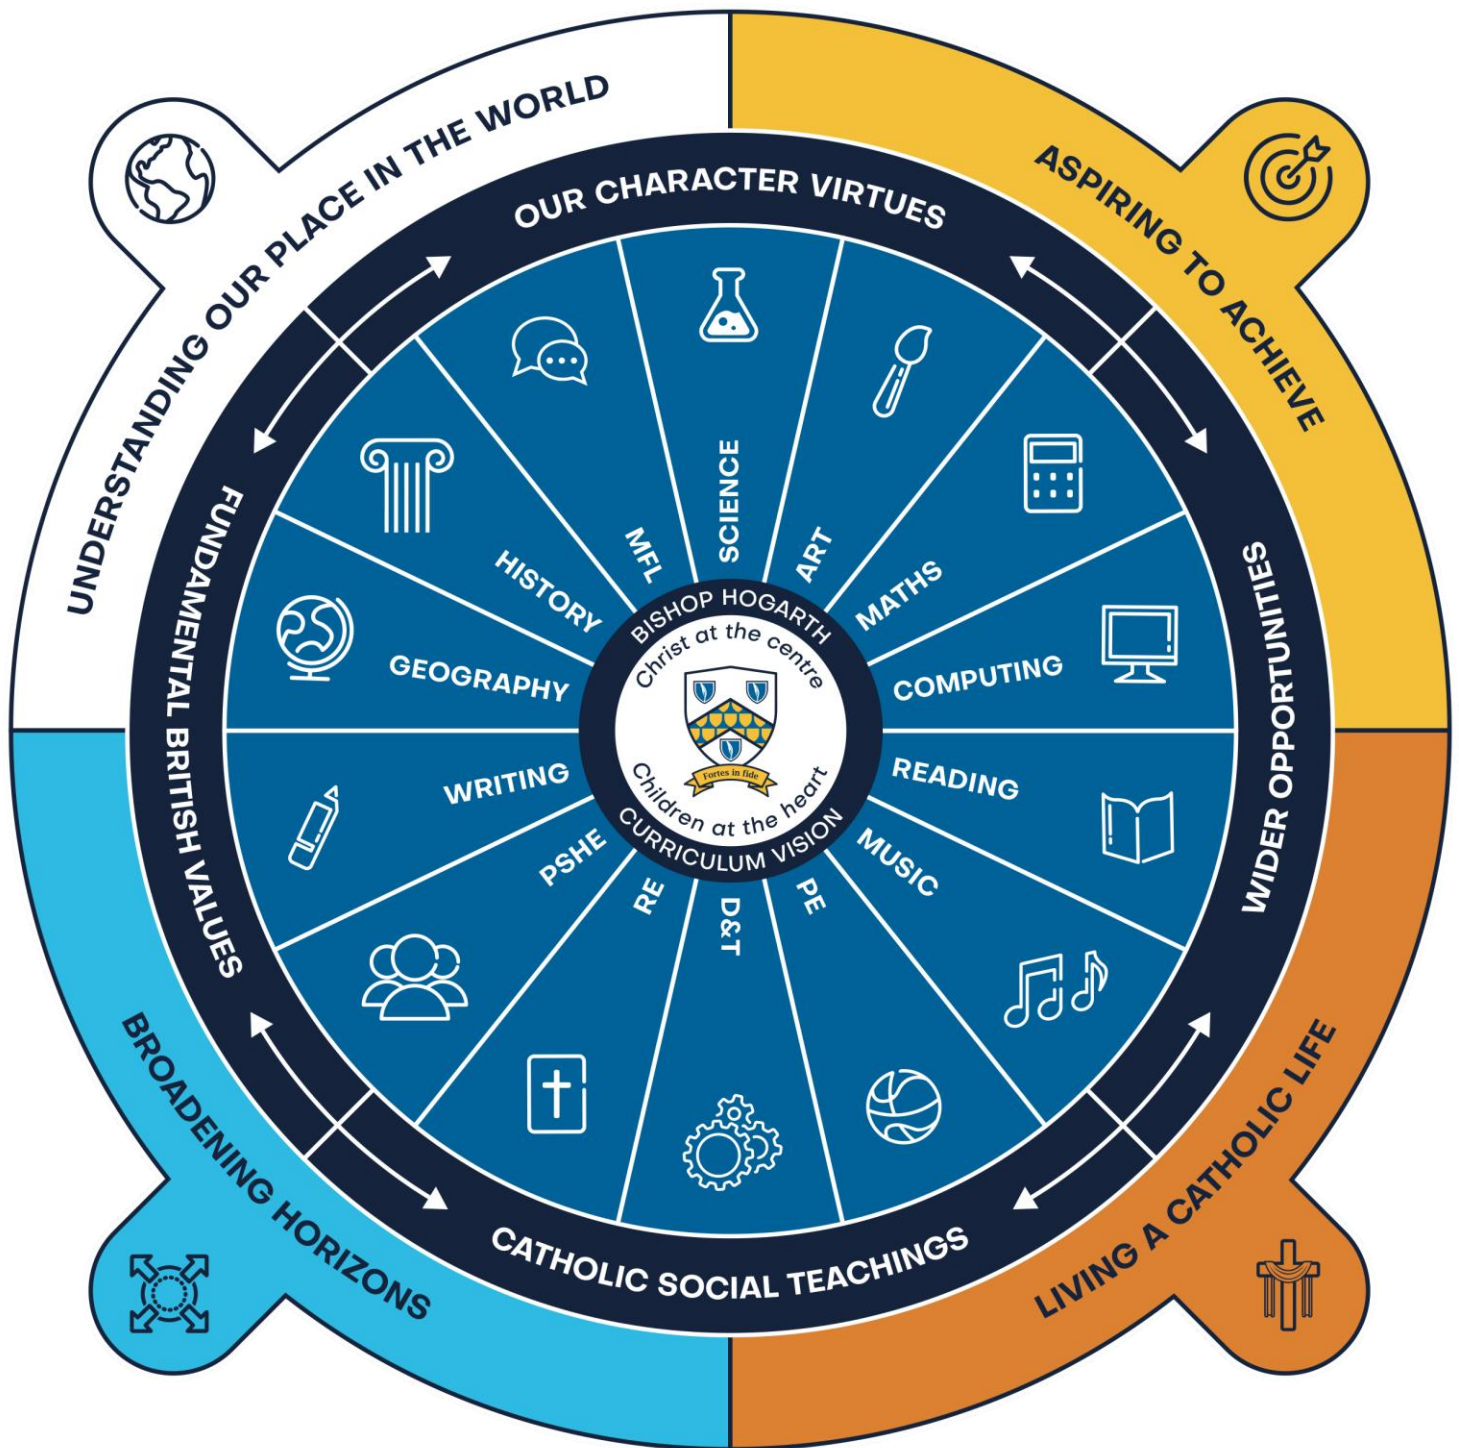 UNDERSTANDING OUR PLACE IN THE WORLD
ASPIRING TO ACHIEVE
LIVING A CATHOLIC LIFE
BROADENING HORIZONS
OUR CHARACTER VIRTUES
WIDER OPPORTUNITIES
CATHOLIC SOCIAL TEACHINGS
FUNDAMENTAL BRITISH VALUES
SCIENCE
ART
MATHS
COMPUTING
READING
MUSIC
PE
D&T
RE
PSHE
WRITING
GEOGRAPHY
HISTORY
MFL
BISHOP HOGARTH
Christ at the centre
Fortes in fide
Children at the heart
CURRICULUM VISION